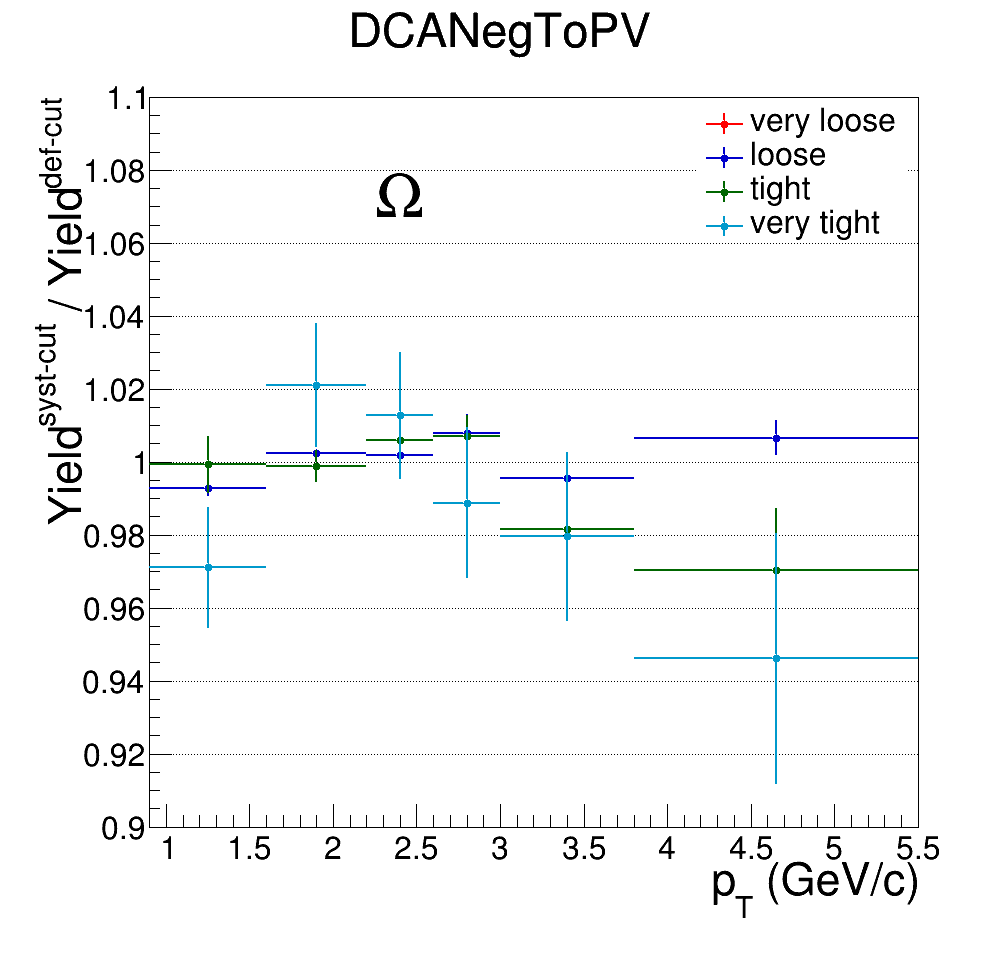 DCANegToPV
Yield^syst-cut / Yield^def-cut
1.1
1.08
1.06
1.04
1.02
1
0.98
0.96
0.94
0.92
0.9
Ω
very loose
loose
tight
very tight
1 1.5 2 2.5 3 3.5 4 4.5 5 5.5
p_T (GeV/c)